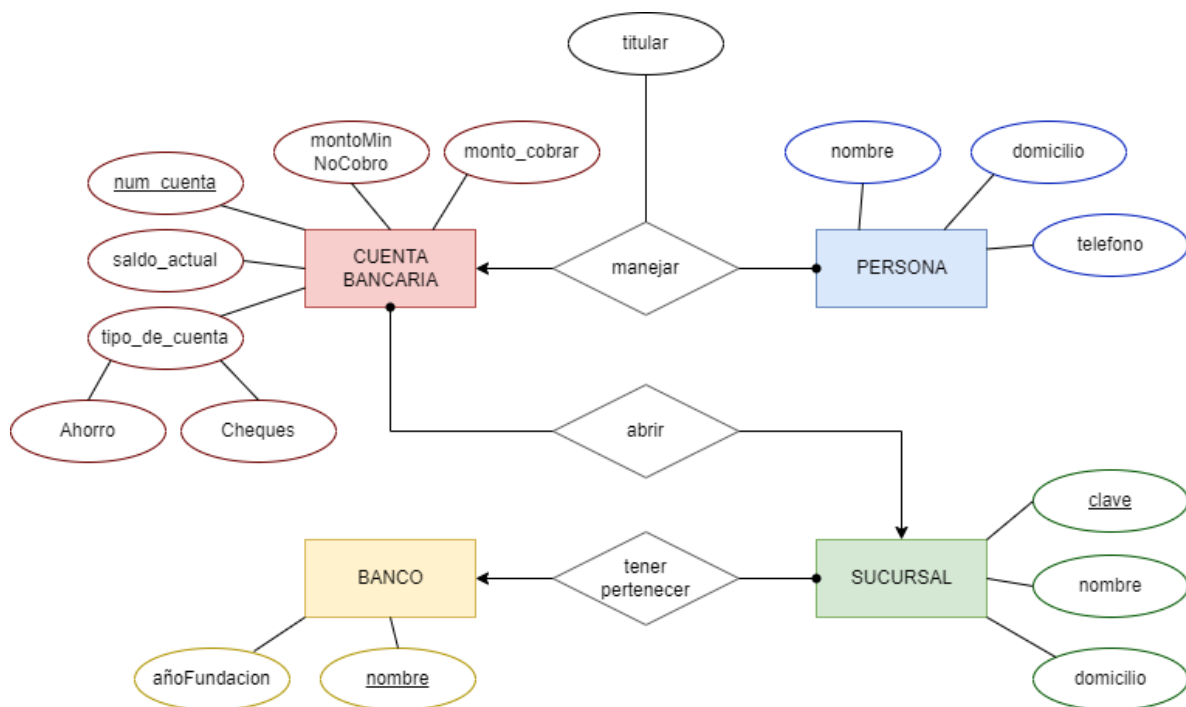 titular
montoMin
NoCobro
monto_cobrar
nombre
domicilio
num_cuenta
telefono
saldo_actual
CUENTA
BANCARIA
manejar
PERSONA
tipo_de_cuenta
Ahorro
Cheques
abrir
clave
BANCO
tener
pertenecer
SUCURSAL
nombre
añoFundacion
nombre
domicilio